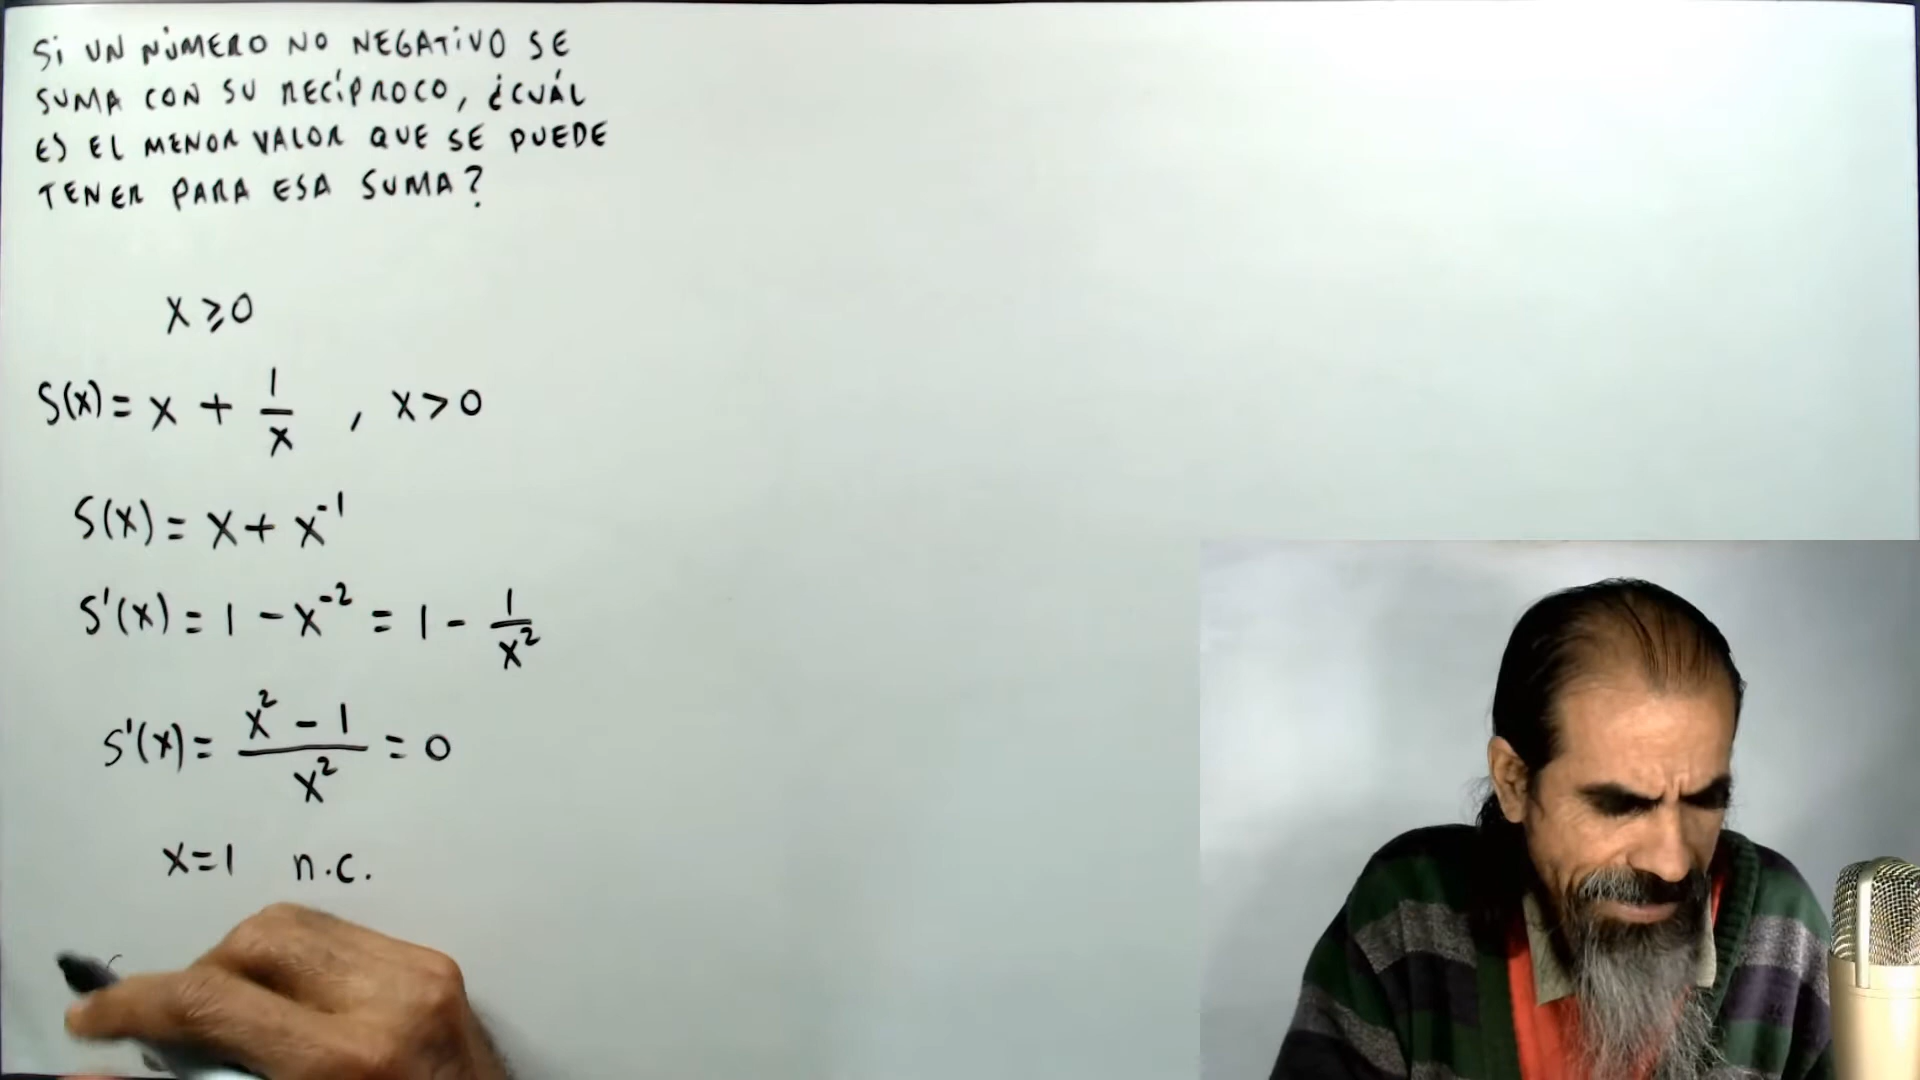 Si UN NÚMERO NO NEGATIVO SE
SUMA CON SU RECÍPROCO, ¿CUÁL
ES EL MENOR VALOR QUE SE PUEDE
TENER PARA ESA SUMA?
x ≥ 0
S(x) = x + 1/x , x > 0
S(x) = x + x⁻¹
S'(x) = 1 - x⁻² = 1 - 1/x²
S'(x) = (x² - 1)/x² = 0
x = 1 n.c.